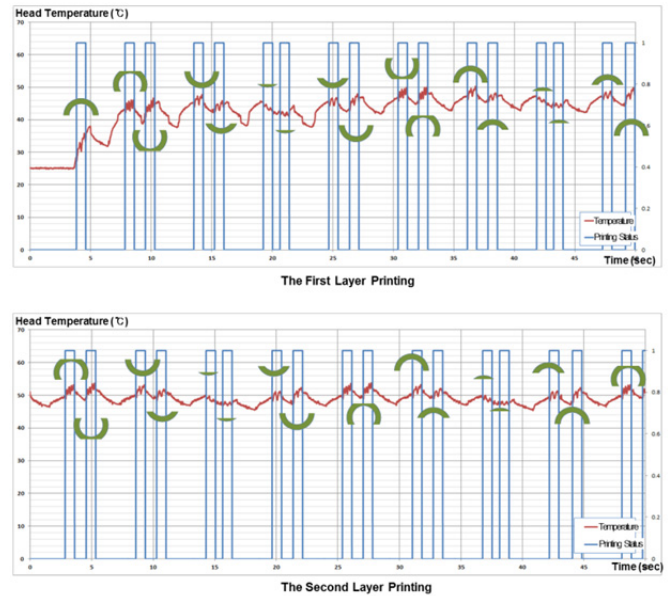 Head Temperature (℃)
70
60
50
40
30
20
10
0
1
0.8
0.6
0.4
0.2
0
Temperature
Printing Status
0 5 10 15 20 25 30 35 40 45
Time (sec)
The First Layer Printing
Head Temperature (℃)
70
60
50
40
30
20
10
0
1
0.8
0.6
0.4
0.2
0
Temperature
Printing Status
0 5 10 15 20 25 30 35 40 45 50
Time (sec)
The Second Layer Printing